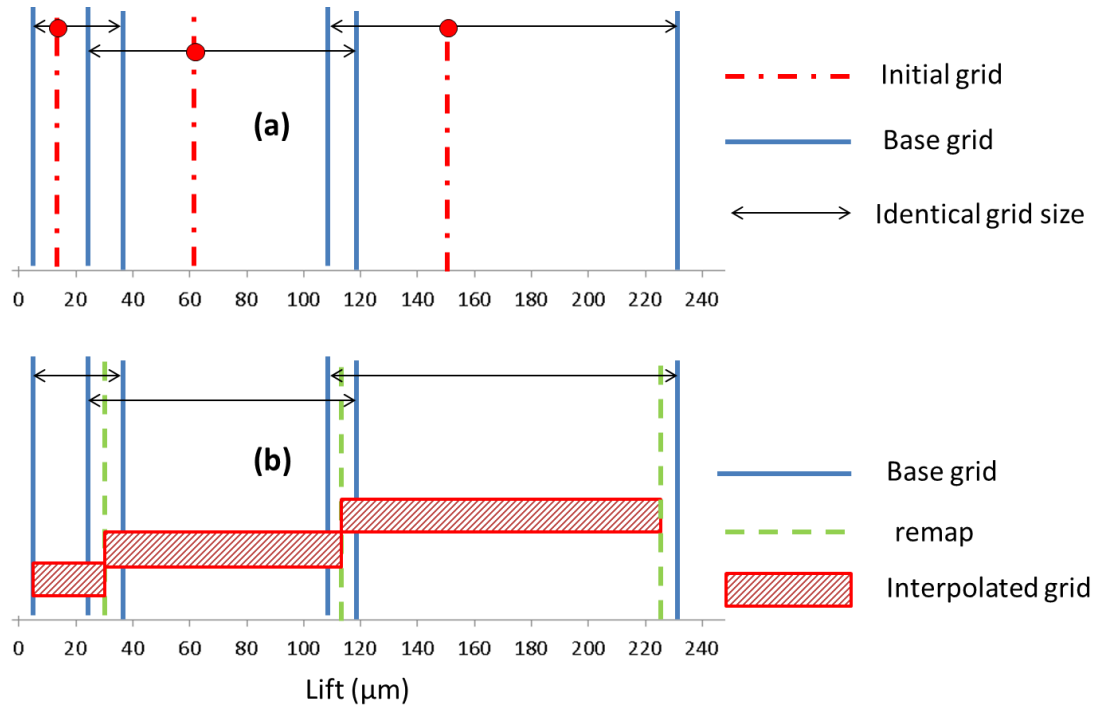 (a)
Initial grid
Base grid
Identical grid size
0 20 40 60 80 100 120 140 160 180 200 220 240
(b)
Base grid
remap
Interpolated grid
0 20 40 60 80 100 120 140 160 180 200 220 240
Lift (μm)